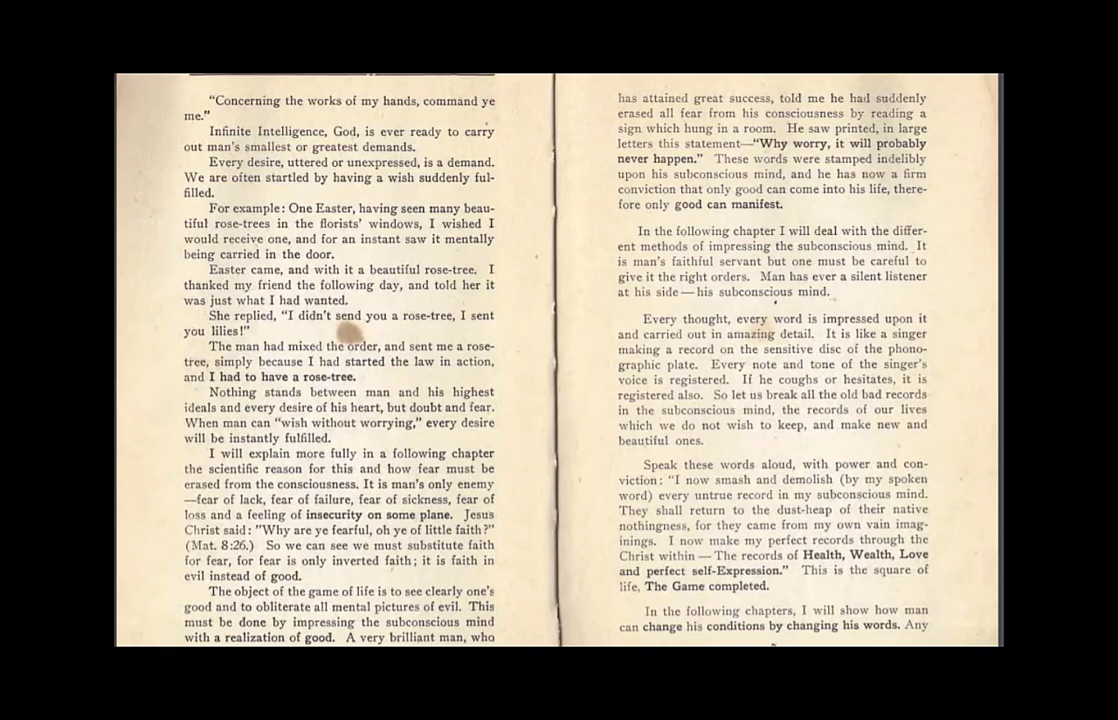 "Concerning the works of my hands, command ye
me."
Infinite Intelligence, God, is ever ready to carry
out man's smallest or greatest demands.
Every desire, uttered or unexpressed, is a demand.
We are often startled by having a wish suddenly ful-
filled.
For example: One Easter, having seen many beau-
tiful rose-trees in the florists' windows, I wished I
would receive one, and for an instant saw it mentally
being carried in the door.
Easter came, and with it a beautiful rose-tree. I
thanked my friend the following day, and told her it
was just what I had wanted.
She replied, "I didn't send you a rose-tree, I sent
you lilies!"
The man had mixed the order, and sent me a rose-
tree, simply because I had started the law in action,
and I had to have a rose-tree.
Nothing stands between man and his highest
ideals and every desire of his heart, but doubt and fear.
When man can "wish without worrying," every desire
will be instantly fulfilled.
I will explain more fully in a following chapter
the scientific reason for this and how fear must be
erased from the consciousness. It is man's only enemy
—fear of lack, fear of failure, fear of sickness, fear of
loss and a feeling of insecurity on some plane. Jesus
Christ said: "Why are ye fearful, oh ye of little faith?"
(Mat. 8:26.) So we can see we must substitute faith
for fear, for fear is only inverted faith; it is faith in
evil instead of good.
The object of the game of life is to see clearly one's
good and to obliterate all mental pictures of evil. This
must be done by impressing the subconscious mind
with a realization of good. A very brilliant man, who
has attained great success, told me he had suddenly
erased all fear from his consciousness by reading a
sign which hung in a room. He saw printed, in large
letters this statement—"Why worry, it will probably
never happen." These words were stamped indelibly
upon his subconscious mind, and he has now a firm
conviction that only good can come into his life, there-
fore only good can manifest.
In the following chapter I will deal with the differ-
ent methods of impressing the subconscious mind. It
is man's faithful servant but one must be careful to
give it the right orders. Man has ever a silent listener
at his side — his subconscious mind.
Every thought, every word is impressed upon it
and carried out in amazing detail. It is like a singer
making a record on the sensitive disc of the phono-
graphic plate. Every note and tone of the singer's
voice is registered. If he coughs or hesitates, it is
registered also. So let us break all the old bad records
in the subconscious mind, the records of our lives
which we do not wish to keep, and make new and
beautiful ones.
Speak these words aloud, with power and con-
viction: "I now smash and demolish (by my spoken
word) every untrue record in my subconscious mind.
They shall return to the dust-heap of their native
nothingness, for they came from my own vain imag-
inings. I now make my perfect records through the
Christ within — The records of Health, Wealth, Love
and perfect self-Expression." This is the square of
life, The Game completed.
In the following chapters, I will show how man
can change his conditions by changing his words. Any